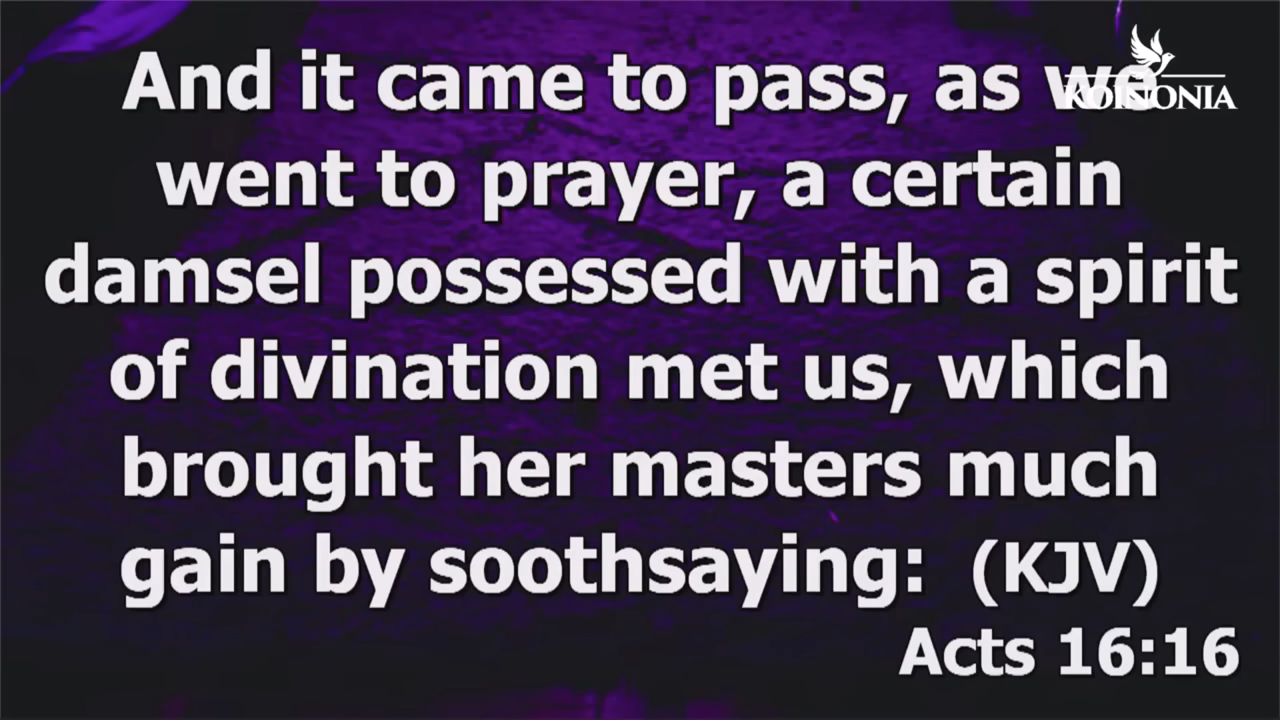 And it came to pass, as we
KOINONIA
went to prayer, a certain
damsel possessed with a spirit
of divination met us, which
brought her masters much
gain by soothsaying: (KJV)
Acts 16:16